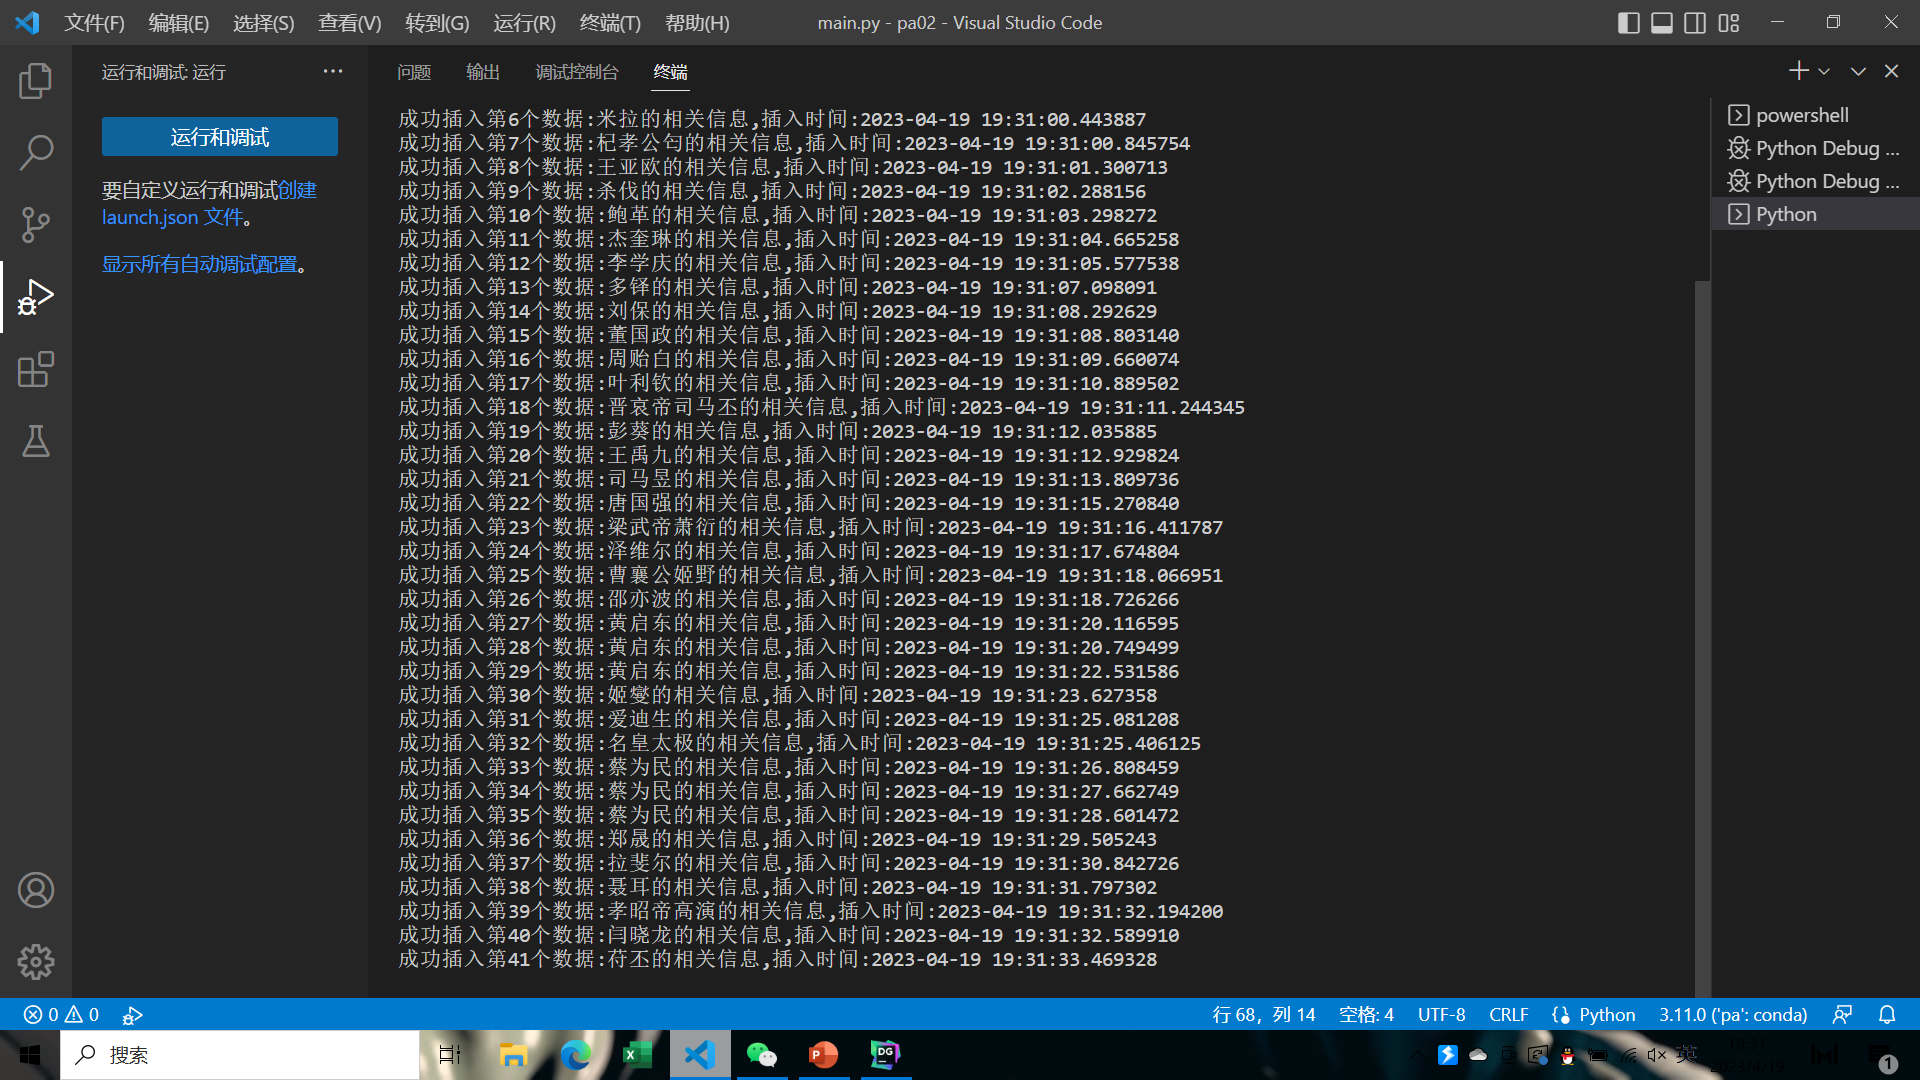 文件(F) 编辑(E) 选择(S) 查看(V) 转到(G) 运行(R) 终端(T) 帮助(H) main.py - pa02 - Visual Studio Code
运行和调试: 运行 ···
运行和调试
要自定义运行和调试创建
launch.json 文件。
显示所有自动调试配置。
问题 输出 调试控制台 终端
成功插入第6个数据:米拉的相关信息,插入时间:2023-04-19 19:31:00.443887
成功插入第7个数据:杞孝公匄的相关信息,插入时间:2023-04-19 19:31:00.845754
成功插入第8个数据:王亚欧的相关信息,插入时间:2023-04-19 19:31:01.300713
成功插入第9个数据:杀伐的相关信息,插入时间:2023-04-19 19:31:02.288156
成功插入第10个数据:鲍革的相关信息,插入时间:2023-04-19 19:31:03.298272
成功插入第11个数据:杰奎琳的相关信息,插入时间:2023-04-19 19:31:04.665258
成功插入第12个数据:李学庆的相关信息,插入时间:2023-04-19 19:31:05.577538
成功插入第13个数据:多铎的相关信息,插入时间:2023-04-19 19:31:07.098091
成功插入第14个数据:刘保的相关信息,插入时间:2023-04-19 19:31:08.292629
成功插入第15个数据:董国政的相关信息,插入时间:2023-04-19 19:31:08.803140
成功插入第16个数据:周贻白的相关信息,插入时间:2023-04-19 19:31:09.660074
成功插入第17个数据:叶利钦的相关信息,插入时间:2023-04-19 19:31:10.889502
成功插入第18个数据:晋哀帝司马丕的相关信息,插入时间:2023-04-19 19:31:11.244345
成功插入第19个数据:彭葵的相关信息,插入时间:2023-04-19 19:31:12.035885
成功插入第20个数据:王禹九的相关信息,插入时间:2023-04-19 19:31:12.929824
成功插入第21个数据:司马昱的相关信息,插入时间:2023-04-19 19:31:13.809736
成功插入第22个数据:唐国强的相关信息,插入时间:2023-04-19 19:31:15.270840
成功插入第23个数据:梁武帝萧衍的相关信息,插入时间:2023-04-19 19:31:16.411787
成功插入第24个数据:泽维尔的相关信息,插入时间:2023-04-19 19:31:17.674804
成功插入第25个数据:曹襄公姬野的相关信息,插入时间:2023-04-19 19:31:18.066951
成功插入第26个数据:邵亦波的相关信息,插入时间:2023-04-19 19:31:18.726266
成功插入第27个数据:黄启东的相关信息,插入时间:2023-04-19 19:31:20.116595
成功插入第28个数据:黄启东的相关信息,插入时间:2023-04-19 19:31:20.749499
成功插入第29个数据:黄启东的相关信息,插入时间:2023-04-19 19:31:22.531586
成功插入第30个数据:姬燮的相关信息,插入时间:2023-04-19 19:31:23.627358
成功插入第31个数据:爱迪生的相关信息,插入时间:2023-04-19 19:31:25.081208
成功插入第32个数据:名皇太极的相关信息,插入时间:2023-04-19 19:31:25.406125
成功插入第33个数据:蔡为民的相关信息,插入时间:2023-04-19 19:31:26.808459
成功插入第34个数据:蔡为民的相关信息,插入时间:2023-04-19 19:31:27.662749
成功插入第35个数据:蔡为民的相关信息,插入时间:2023-04-19 19:31:28.601472
成功插入第36个数据:郑晟的相关信息,插入时间:2023-04-19 19:31:29.505243
成功插入第37个数据:拉斐尔的相关信息,插入时间:2023-04-19 19:31:30.842726
成功插入第38个数据:聂耳的相关信息,插入时间:2023-04-19 19:31:31.797302
成功插入第39个数据:孝昭帝高演的相关信息,插入时间:2023-04-19 19:31:32.194200
成功插入第40个数据:闫晓龙的相关信息,插入时间:2023-04-19 19:31:32.589910
成功插入第41个数据:苻丕的相关信息,插入时间:2023-04-19 19:31:33.469328
powershell
Python Debug ...
Python Debug ...
Python
0 0 行 68，列 14 空格: 4 UTF-8 CRLF Python 3.11.0 ('pa': conda)
搜索 英 1